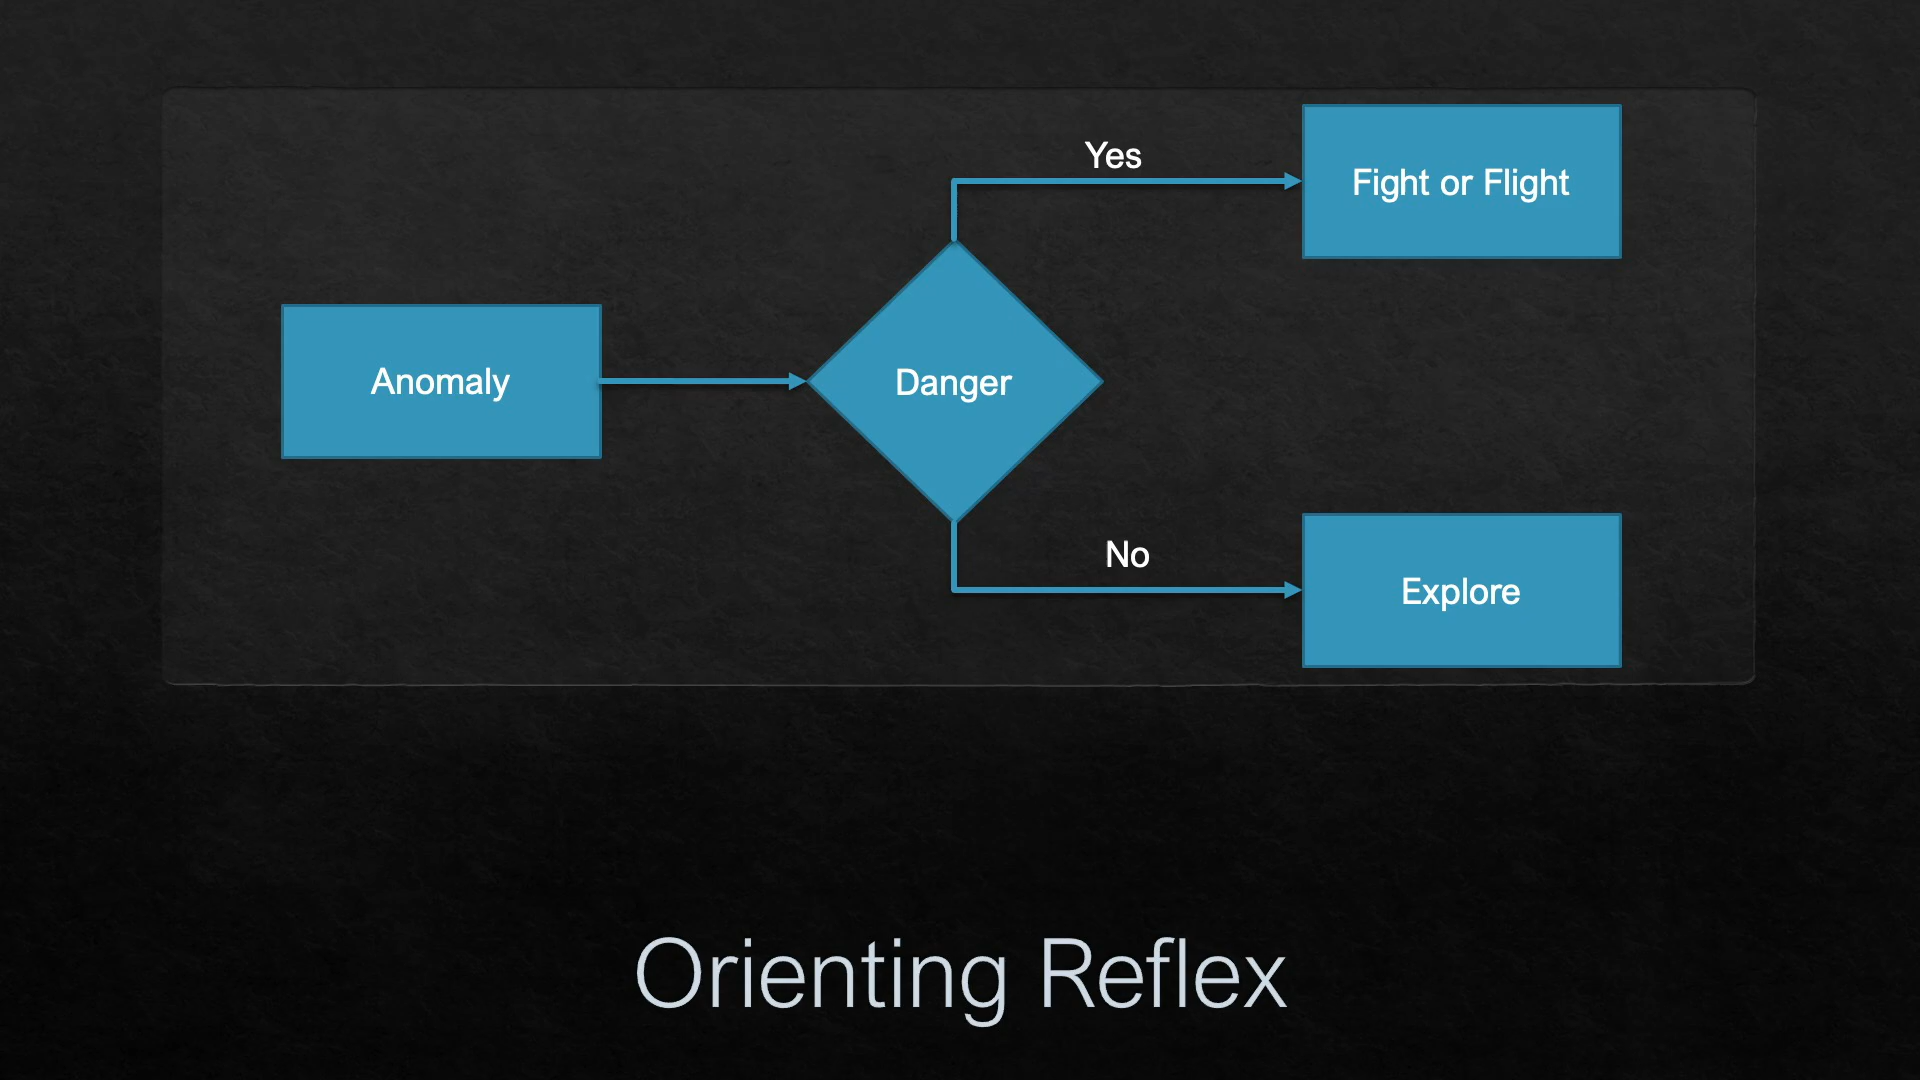 Yes
Fight or Flight
Anomaly
Danger
No
Explore
Orienting Reflex